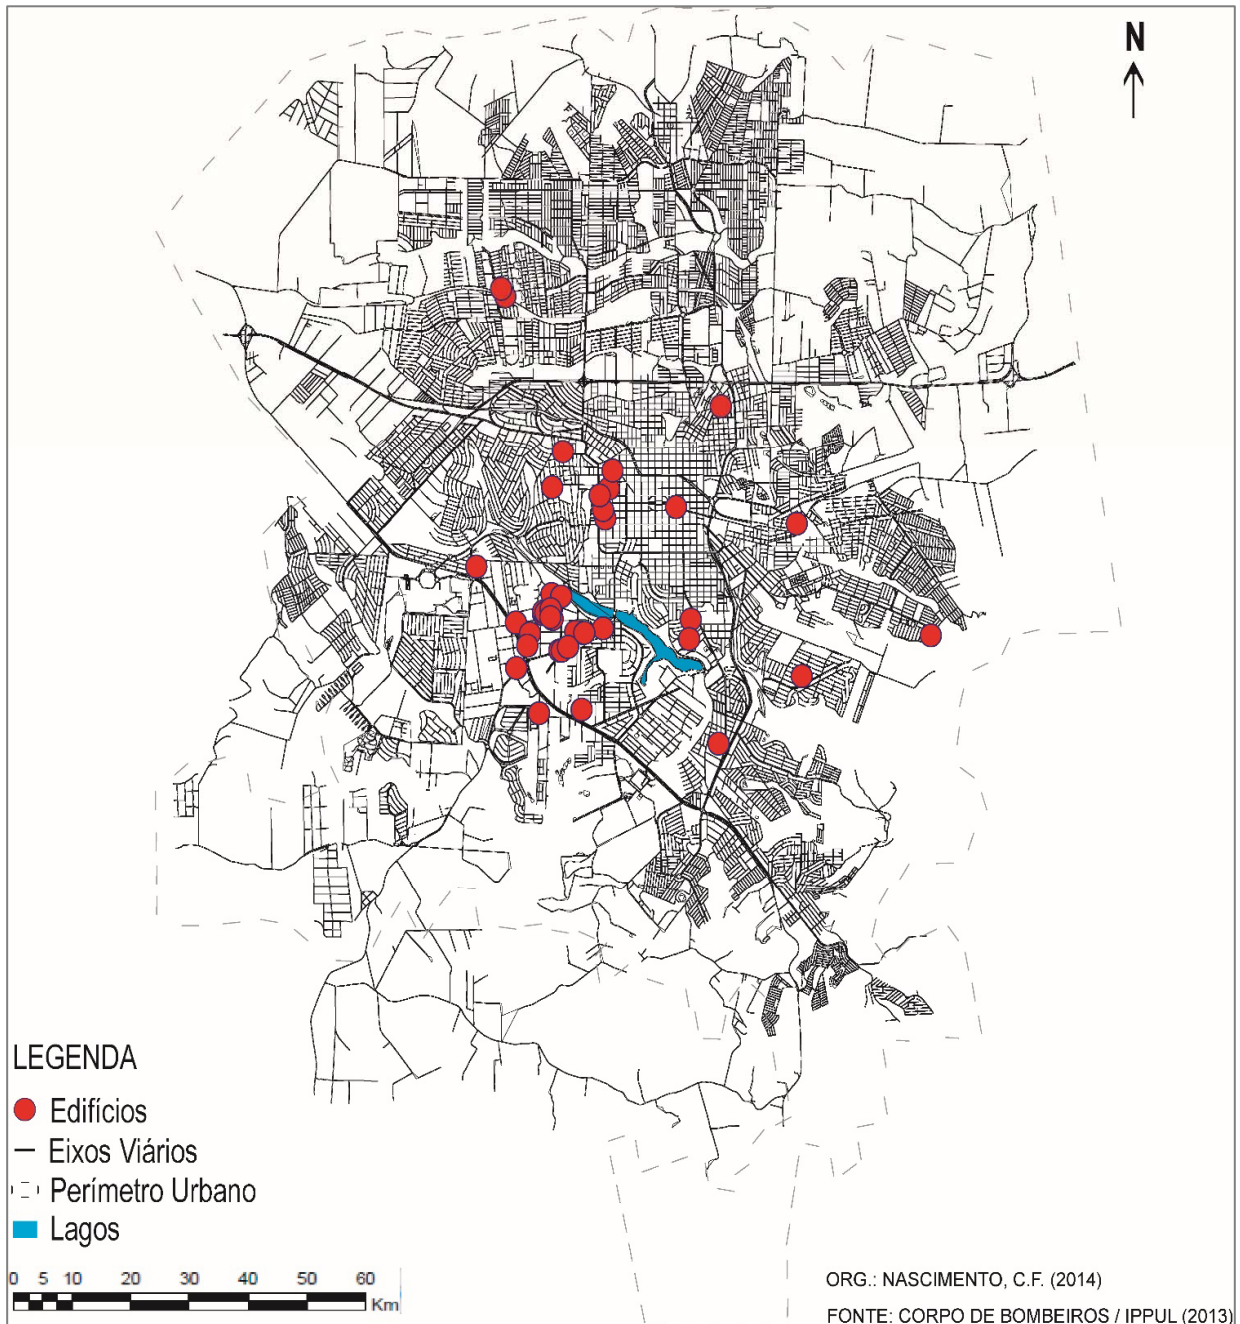 N
LEGENDA
Edifícios
Eixos Viários
Perímetro Urbano
Lagos
0 5 10 20 30 40 50 60
Km
ORG.: NASCIMENTO, C.F. (2014)
FONTE: CORPO DE BOMBEIROS / IPPUL (2013)